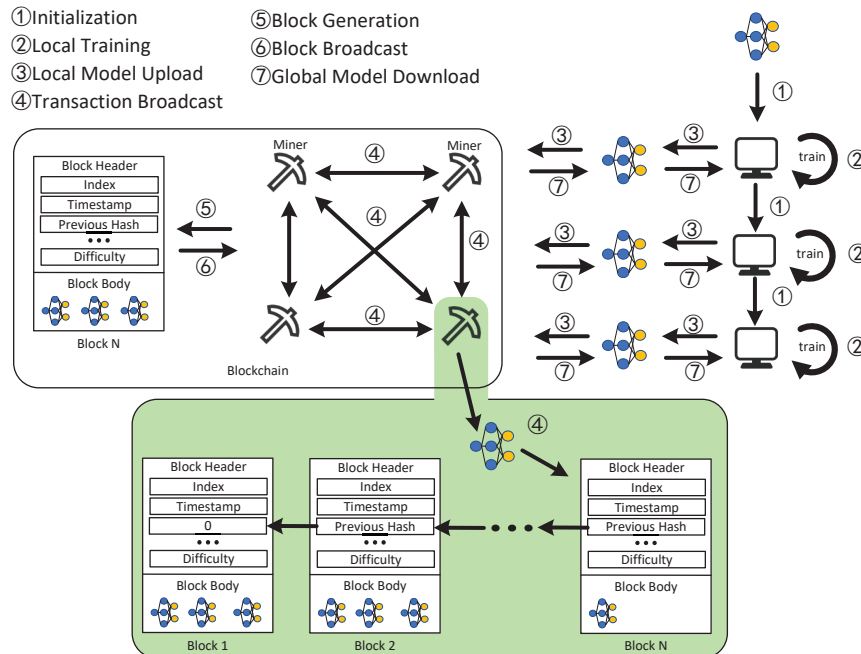 ①Initialization
②Local Training
③Local Model Upload
④Transaction Broadcast
⑤Block Generation
⑥Block Broadcast
⑦Global Model Download
①
Block Header
Index
Timestamp
Previous Hash
•••
Difficulty
Block Body
Block N
⑤
⑥
Miner
Miner
④
④
④
④
Blockchain
③
⑦
③
⑦
train
②
①
③
⑦
③
⑦
train
②
①
③
⑦
③
⑦
train
②
④
Block Header
Index
Timestamp
0
•••
Difficulty
Block Body
Block 1
Block Header
Index
Timestamp
Previous Hash
•••
Difficulty
Block Body
Block 2
•••
Block Header
Index
Timestamp
Previous Hash
•••
Difficulty
Block Body
Block N